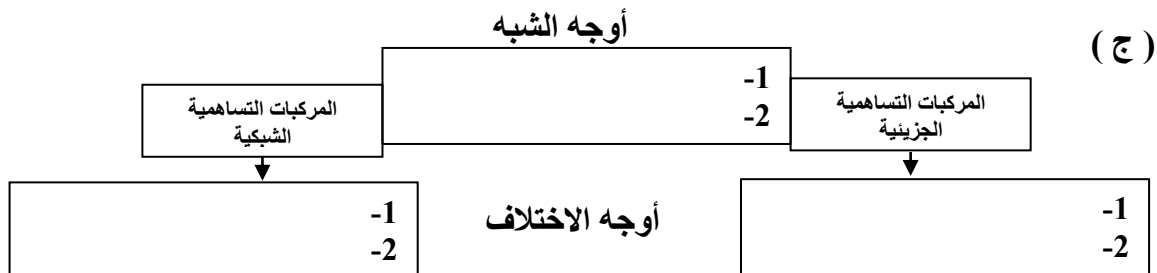 ( ج )
أوجه الشبه
-1
-2
المركبات التساهمية
الجزيئية
المركبات التساهمية
الشبكية
أوجه الاختلاف
-1
-2
-1
-2